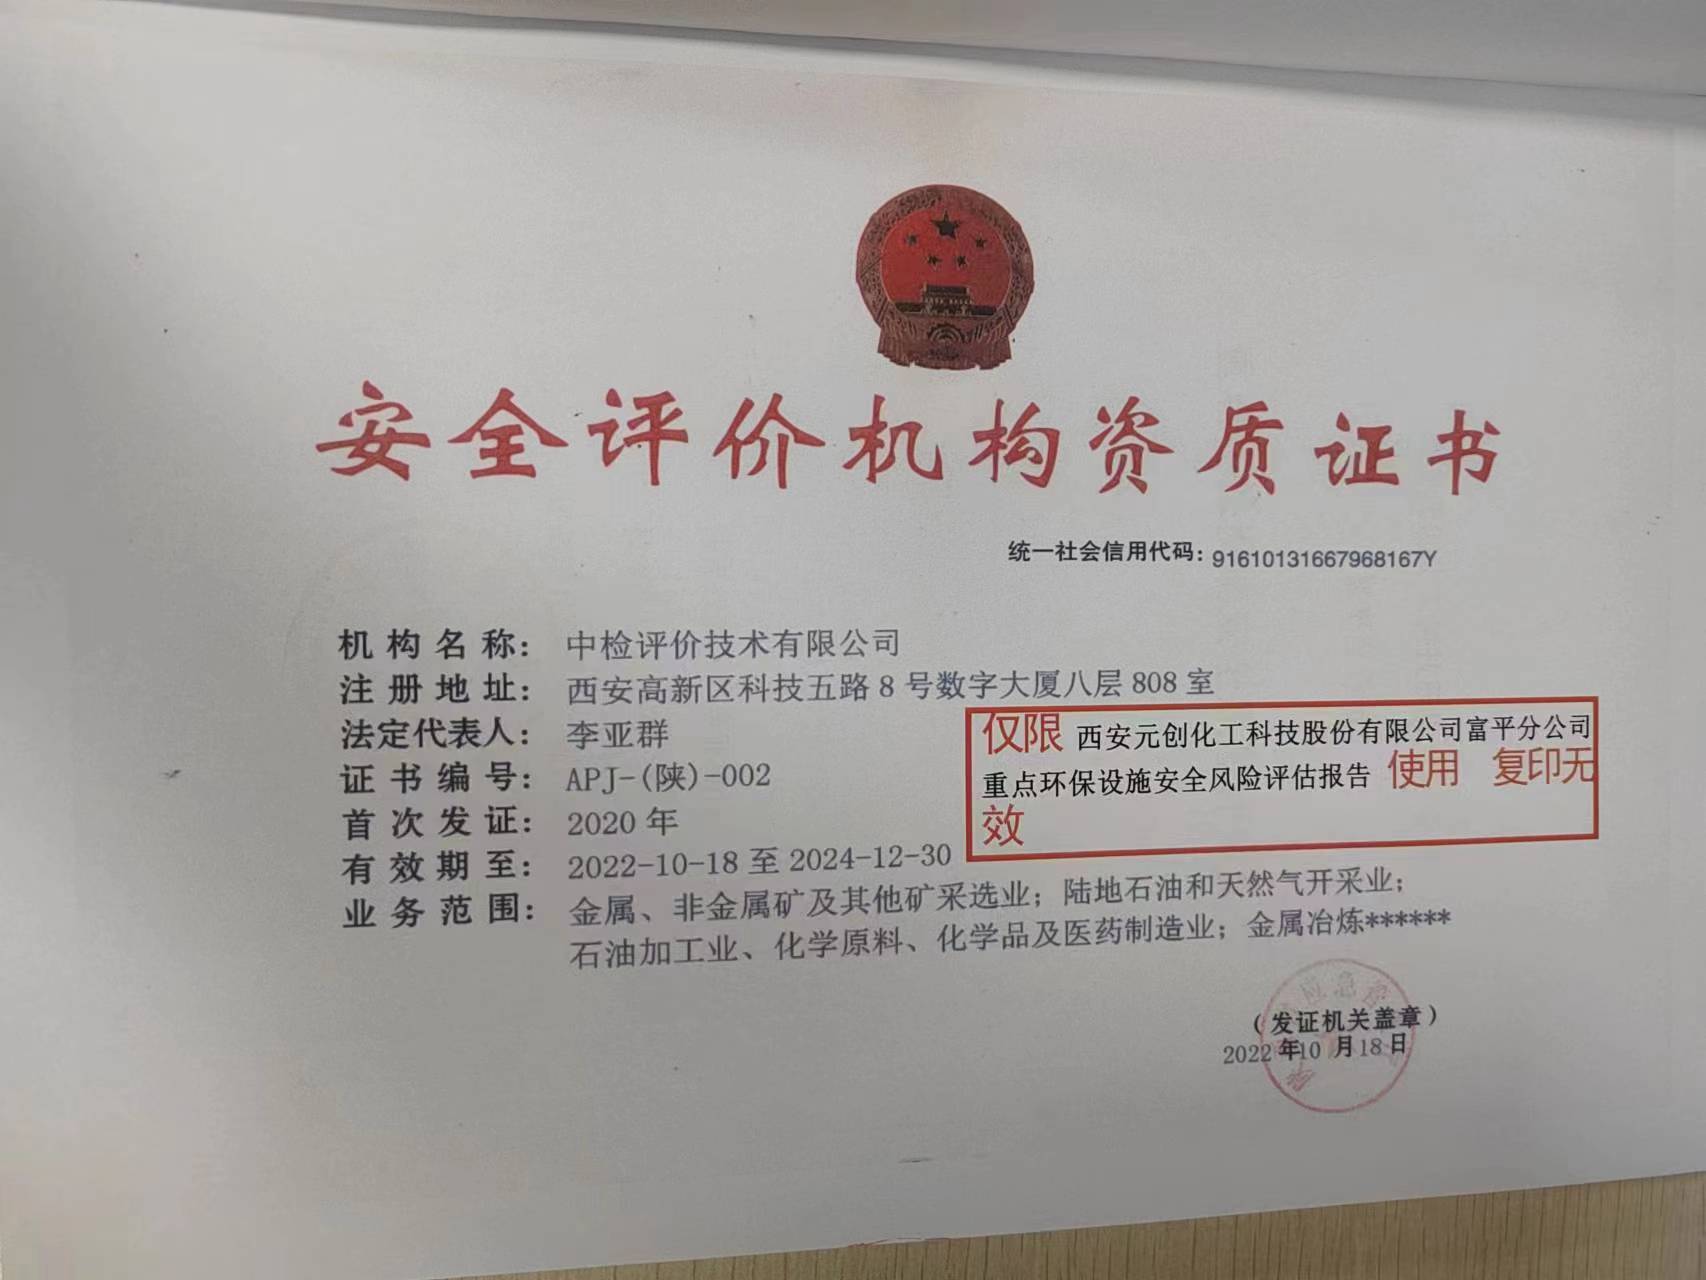 安全评价机构资质证书
统一社会信用代码：91610131667968167Y
机构名称：中检评价技术有限公司
注册地址：西安高新区科技五路8号数字大厦八层808室
法定代表人：李亚群
仅限 西安元创化工科技股份有限公司富平分公司
重点环保设施安全风险评估报告 使用 复印无
效
证书编号：APJ-(陕)-002
首次发证：2020年
有效期至：2022-10-18至2024-12-30
业务范围：金属、非金属矿及其他矿采选业；陆地石油和天然气开采业；
石油加工业、化学原料、化学品及医药制造业；金属冶炼******
应急管
（发证机关盖章）
2022年10月18日